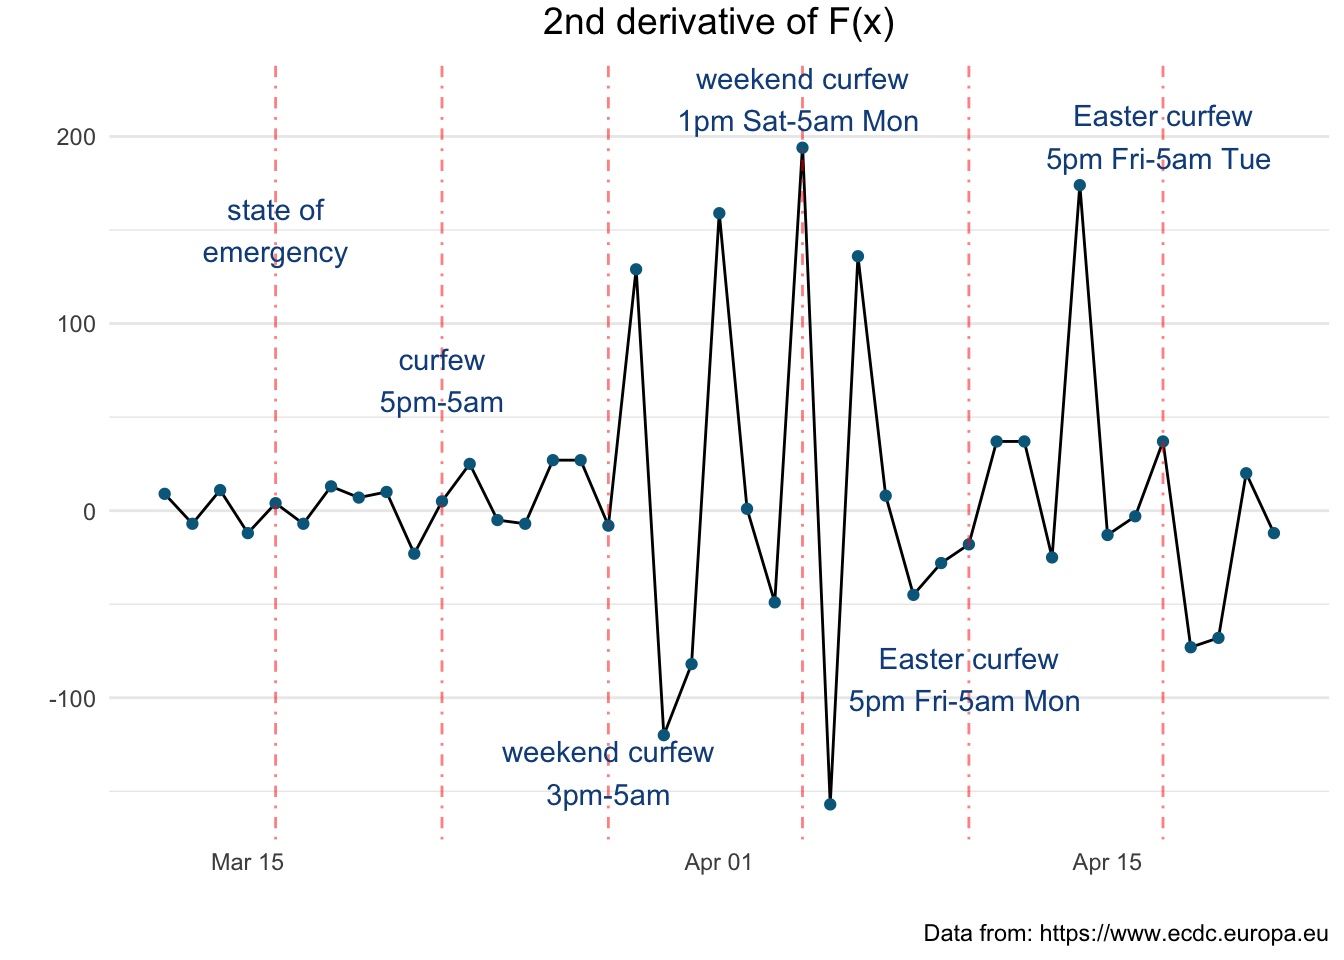 2nd derivative of F(x)
weekend curfew
1pm Sat-5am Mon
Easter curfew
5pm Fri-5am Tue
200
state of
emergency
100
curfew
5pm-5am
0
Easter curfew
5pm Fri-5am Mon
-100
weekend curfew
3pm-5am
Mar 15
Apr 01
Apr 15
Data from: https://www.ecdc.europa.eu